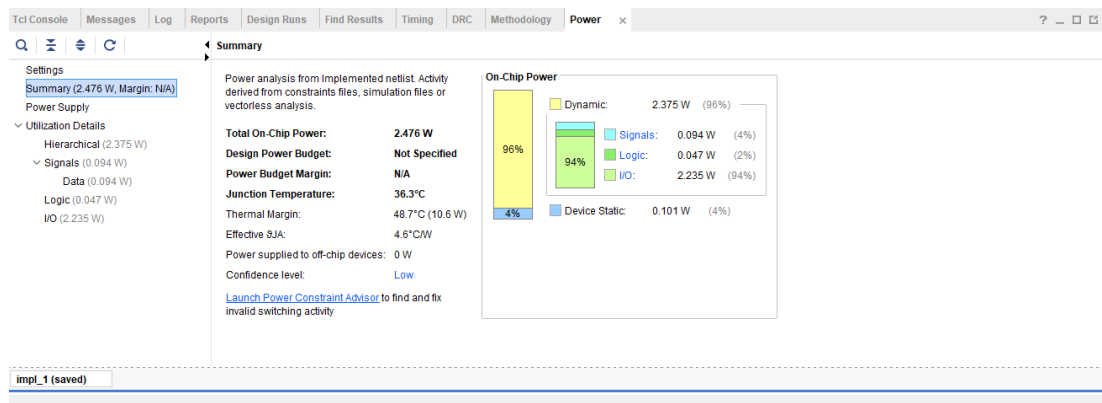 Tcl Console Messages Log Reports Design Runs Find Results Timing DRC Methodology Power × ?
Summary
Settings
Summary (2.476 W, Margin: N/A)
Power Supply
Utilization Details
Hierarchical (2.375 W)
Signals (0.094 W)
Data (0.094 W)
Logic (0.047 W)
I/O (2.235 W)
Power analysis from Implemented netlist. Activity
derived from constraints files, simulation files or
vectorless analysis.
Total On-Chip Power: 2.476 W
Design Power Budget: Not Specified
Power Budget Margin: N/A
Junction Temperature: 36.3°C
Thermal Margin: 48.7°C (10.6 W)
Effective ϑJA: 4.6°C/W
Power supplied to off-chip devices: 0 W
Confidence level: Low
Launch Power Constraint Advisor to find and fix
invalid switching activity
On-Chip Power
Dynamic: 2.375 W (96%)
96%
94%
Signals: 0.094 W (4%)
Logic: 0.047 W (2%)
I/O: 2.235 W (94%)
4%
Device Static: 0.101 W (4%)
impl_1 (saved)